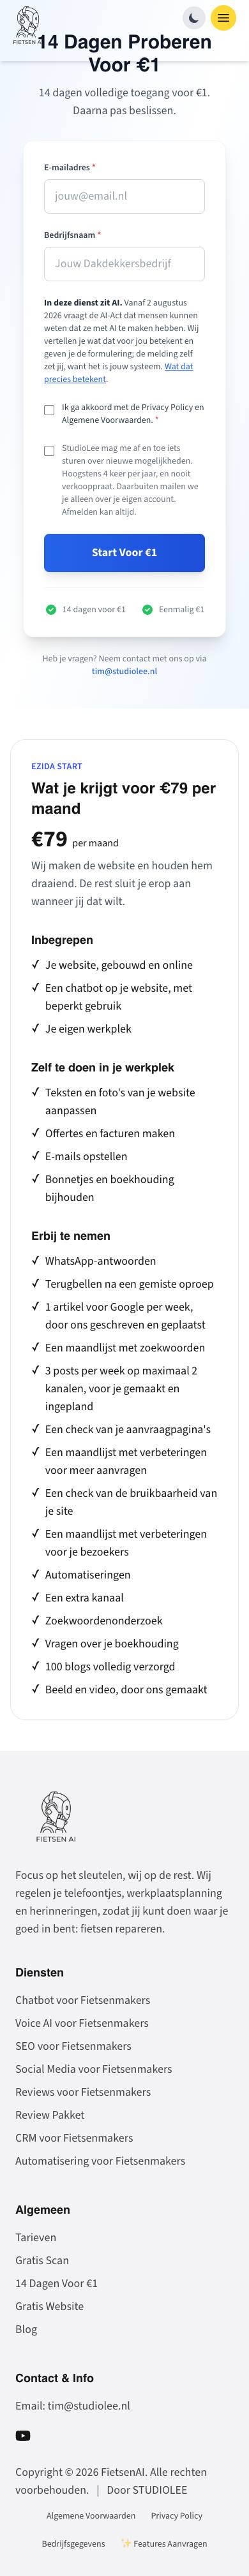 FIETSEN AI
14 Dagen Proberen
Voor €1
14 dagen volledige toegang voor €1.
Daarna pas beslissen.
E-mailadres *
jouw@email.nl
Bedrijfsnaam *
Jouw Dakdekkersbedrijf
In deze dienst zit AI. Vanaf 2 augustus
2026 vraagt de AI-Act dat mensen kunnen
weten dat ze met AI te maken hebben. Wij
vertellen je wat dat voor jou betekent en
geven je de formulering; de melding zelf
zet jij, want het is jouw systeem. Wat dat
precies betekent.
Ik ga akkoord met de Privacy Policy en
Algemene Voorwaarden. *
StudioLee mag me af en toe iets
sturen over nieuwe mogelijkheden.
Hoogstens 4 keer per jaar, en nooit
verkooppraat. Daarbuiten mailen we
je alleen over je eigen account.
Afmelden kan altijd.
Start Voor €1
14 dagen voor €1
Eenmalig €1
Heb je vragen? Neem contact met ons op via
tim@studiolee.nl
EZIDA START
Wat je krijgt voor €79 per
maand
€79 per maand
Wij maken de website en houden hem
draaiend. De rest sluit je erop aan
wanneer jij dat wilt.
Inbegrepen
✓ Je website, gebouwd en online
✓ Een chatbot op je website, met
beperkt gebruik
✓ Je eigen werkplek
Zelf te doen in je werkplek
✓ Teksten en foto's van je website
aanpassen
✓ Offertes en facturen maken
✓ E-mails opstellen
✓ Bonnetjes en boekhouding
bijhouden
Erbij te nemen
✓ WhatsApp-antwoorden
✓ Terugbellen na een gemiste oproep
✓ 1 artikel voor Google per week,
door ons geschreven en geplaatst
✓ Een maandlijst met zoekwoorden
✓ 3 posts per week op maximaal 2
kanalen, voor je gemaakt en
ingepland
✓ Een check van je aanvraagpagina's
✓ Een maandlijst met verbeteringen
voor meer aanvragen
✓ Een check van de bruikbaarheid van
je site
✓ Een maandlijst met verbeteringen
voor je bezoekers
✓ Automatiseringen
✓ Een extra kanaal
✓ Zoekwoordenonderzoek
✓ Vragen over je boekhouding
✓ 100 blogs volledig verzorgd
✓ Beeld en video, door ons gemaakt
FIETSEN AI
Focus op het sleutelen, wij op de rest. Wij
regelen je telefoontjes, werkplaatsplanning
en herinneringen, zodat jij kunt doen waar je
goed in bent: fietsen repareren.
Diensten
Chatbot voor Fietsenmakers
Voice AI voor Fietsenmakers
SEO voor Fietsenmakers
Social Media voor Fietsenmakers
Reviews voor Fietsenmakers
Review Pakket
CRM voor Fietsenmakers
Automatisering voor Fietsenmakers
Algemeen
Tarieven
Gratis Scan
14 Dagen Voor €1
Gratis Website
Blog
Contact & Info
Email: tim@studiolee.nl
Copyright © 2026 FietsenAI. Alle rechten
voorbehouden. | Door STUDIOLEE
Algemene Voorwaarden Privacy Policy
Bedrijfsgegevens ✨ Features Aanvragen